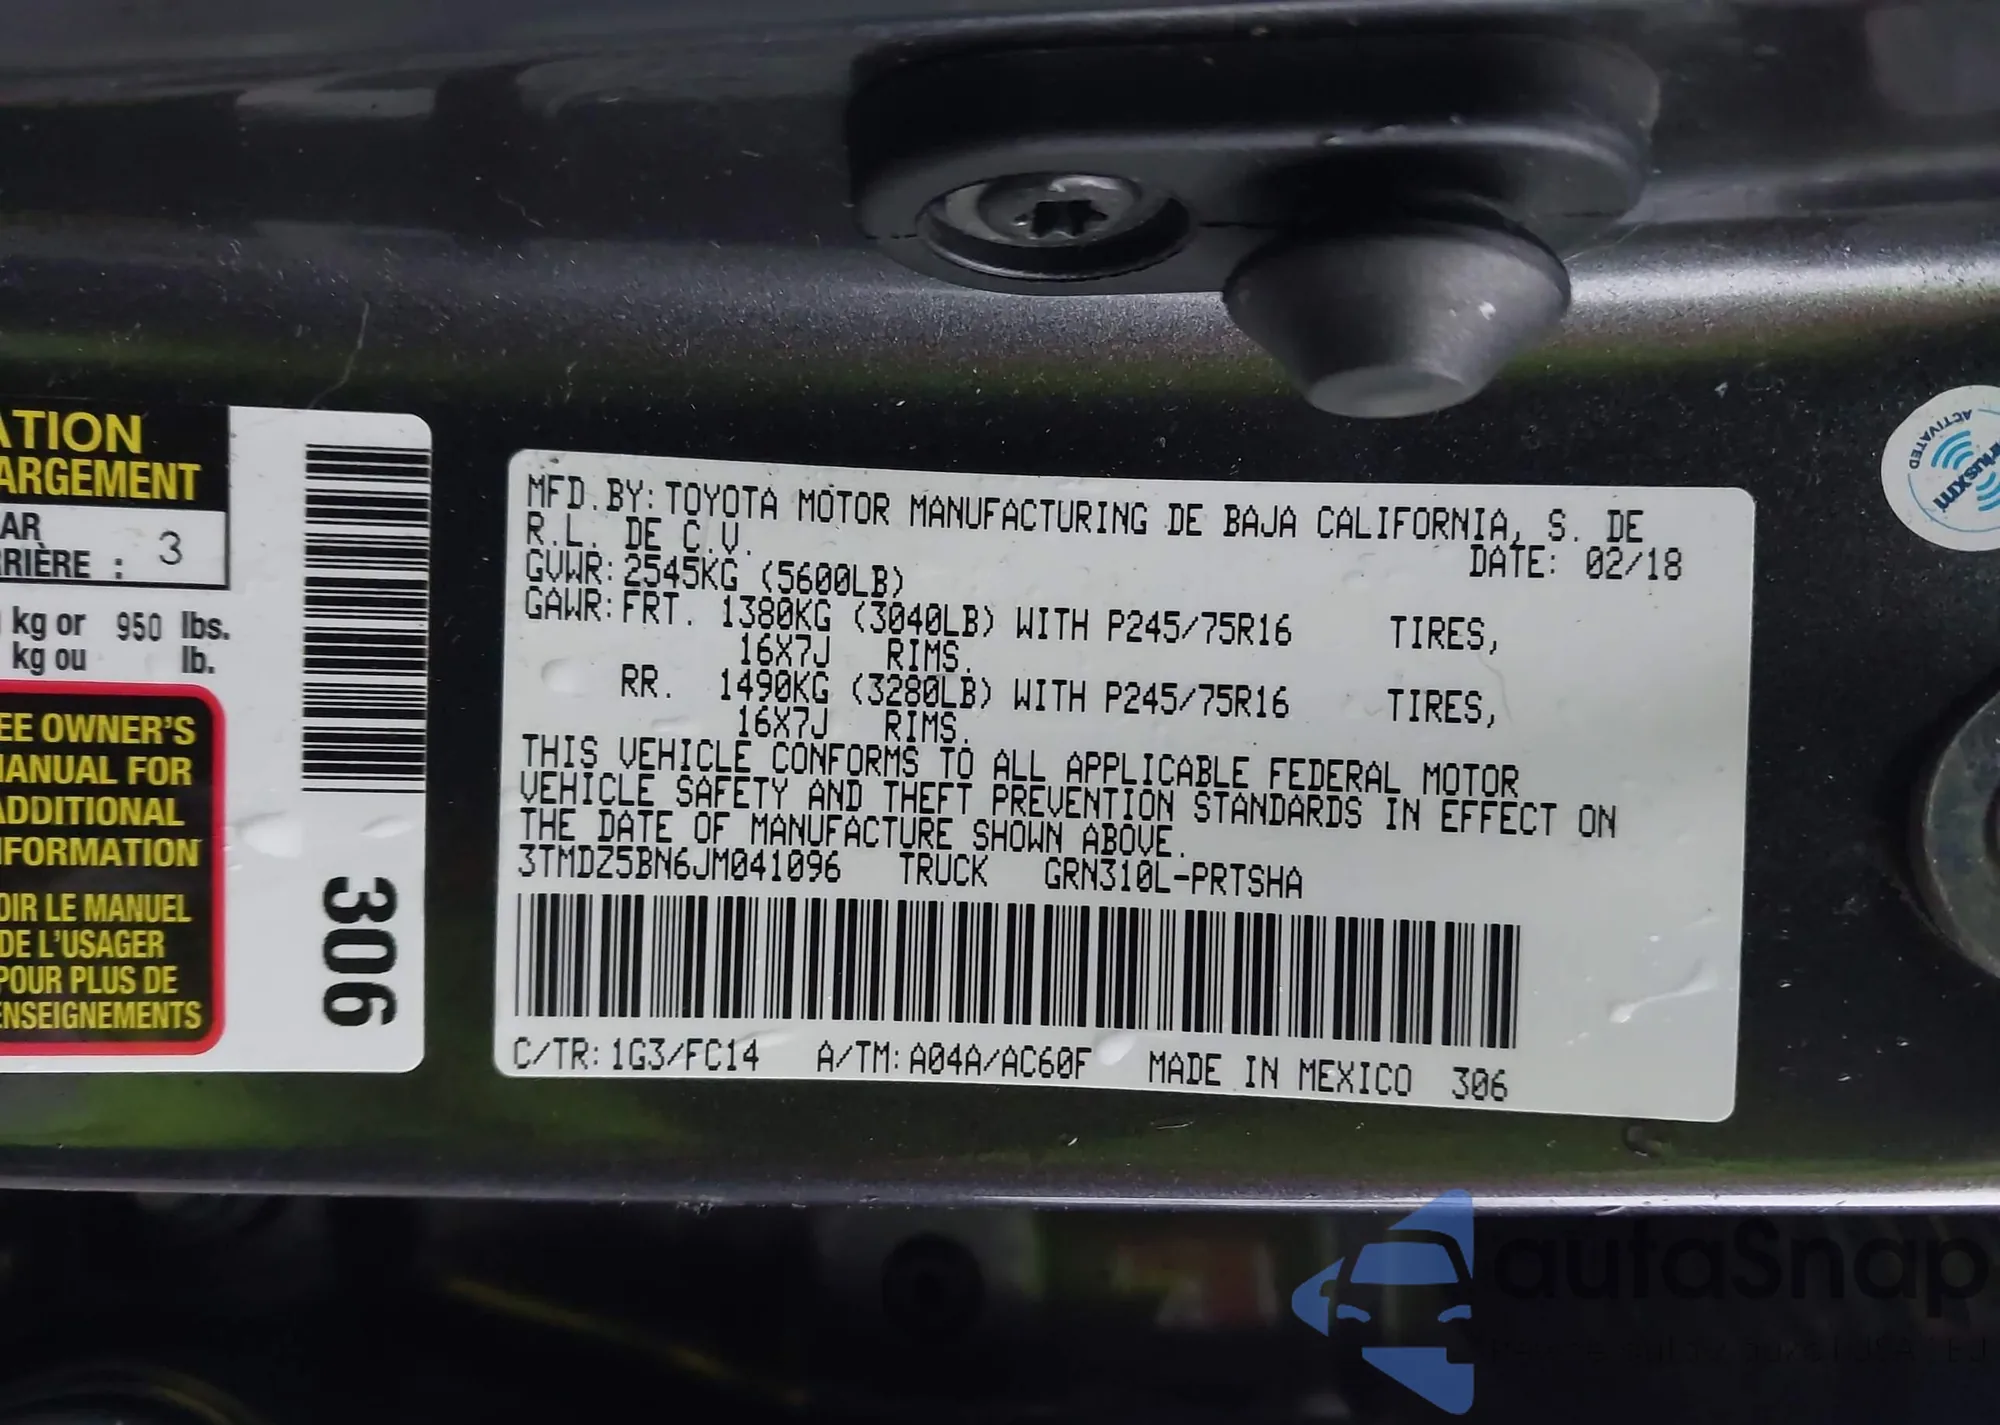 ATION
ARGEMENT
AR
RRIÈRE : 3
kg or 950 lbs.
kg ou lb.
EE OWNER'S
MANUAL FOR
ADDITIONAL
NFORMATION
OIR LE MANUEL
DE L'USAGER
POUR PLUS DE
ENSEIGNEMENTS
306
MFD. BY: TOYOTA MOTOR MANUFACTURING DE BAJA CALIFORNIA, S. DE
R.L. DE C.V.
DATE: 02/18
GVWR: 2545KG (5600LB)
GAWR: FRT. 1380KG (3040LB) WITH P245/75R16 TIRES,
16X7J RIMS.
RR. 1490KG (3280LB) WITH P245/75R16 TIRES,
16X7J RIMS.
THIS VEHICLE CONFORMS TO ALL APPLICABLE FEDERAL MOTOR
VEHICLE SAFETY AND THEFT PREVENTION STANDARDS IN EFFECT ON
THE DATE OF MANUFACTURE SHOWN ABOVE.
3TMDZ5BN6JM041096 TRUCK GRN310L-PRTSHA
C/TR: 1G3/FC14 A/TM: A04A/AC60F MADE IN MEXICO 306
ACTIVATED
siriusxm
autoSnap